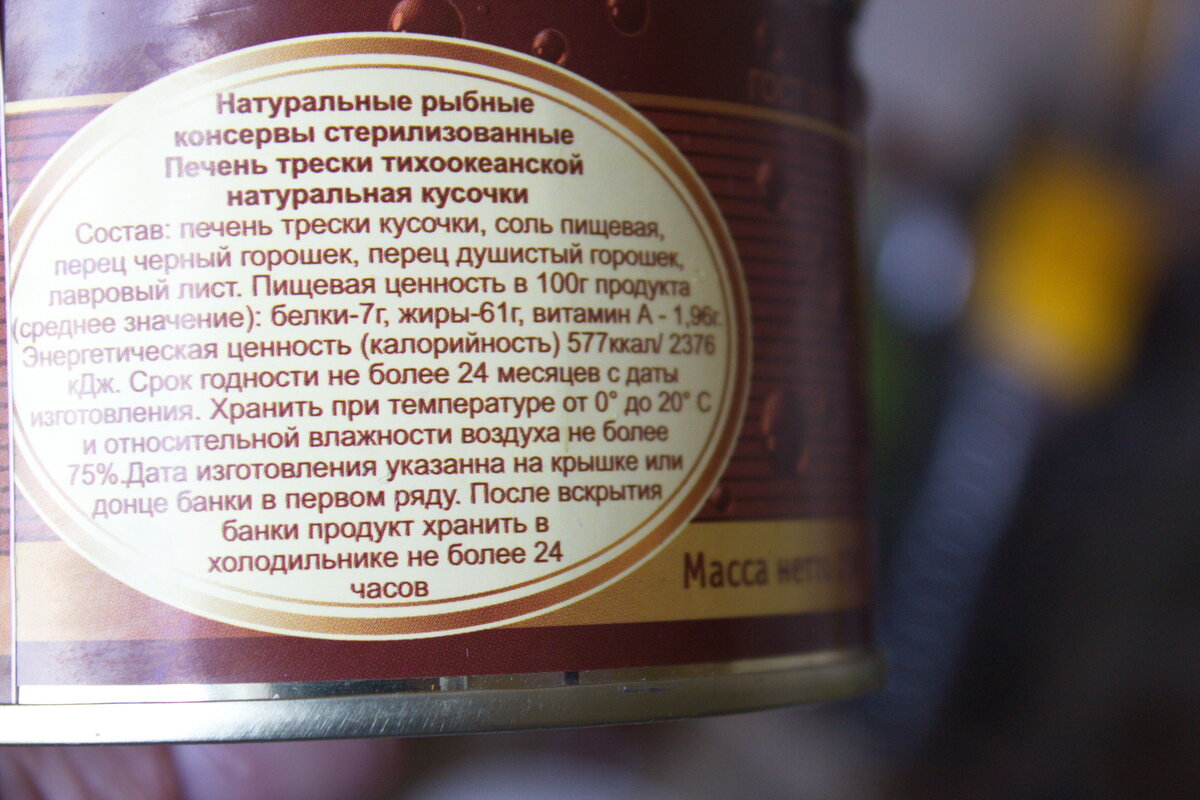 Натуральные рыбные
консервы стерилизованные
Печень трески тихоокеанской
натуральная кусочки
Состав: печень трески кусочки, соль пищевая,
перец черный горошек, перец душистый горошек,
лавровый лист. Пищевая ценность в 100г продукта
(среднее значение): белки-7г, жиры-61г, витамин А - 1,96г.
Энергетическая ценность (калорийность) 577ккал/ 2376
кДж. Срок годности не более 24 месяцев с даты
изготовления. Хранить при температуре от 0° до 20° С
и относительной влажности воздуха не более
75%.Дата изготовления указанна на крышке или
донце банки в первом ряду. После вскрытия
банки продукт хранить в
холодильнике не более 24
часов
Масса нетто